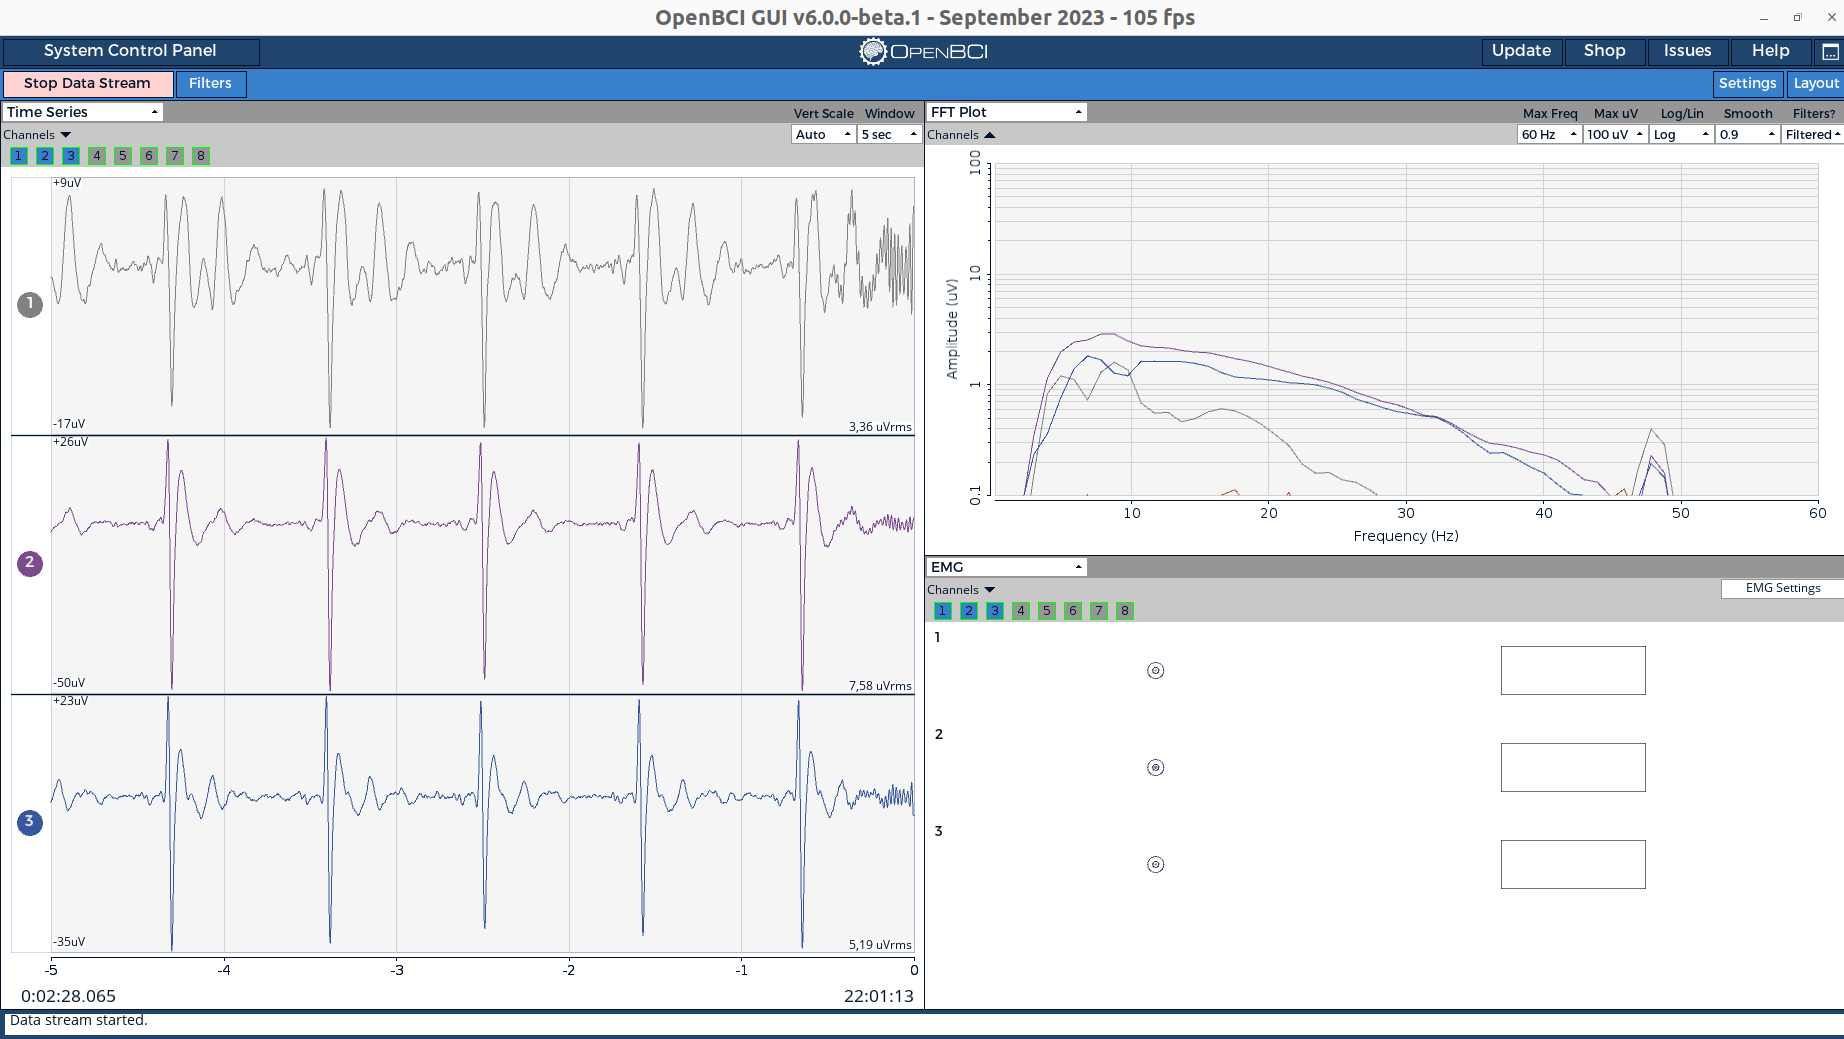 OpenBCI GUI v6.0.0-beta.1 - September 2023 - 105 fps
System Control Panel
OPENBCI
Update Shop Issues Help
Stop Data Stream Filters
Settings Layout
Time Series
Vert Scale Window
Channels
Auto 5 sec
1 2 3 4 5 6 7 8
+9uV
1
-17uV
3,36 uVrms
+26uV
2
-50uV
7,58 uVrms
+23uV
3
-35uV
5,19 uVrms
-5 -4 -3 -2 -1 0
0:02:28.065 22:01:13
FFT Plot
Max Freq Max uV Log/Lin Smooth Filters?
Channels
60 Hz 100 uV Log 0.9 Filtered
100
10
1
0.1
Amplitude (uV)
10 20 30 40 50 60
Frequency (Hz)
EMG
Channels
EMG Settings
1 2 3 4 5 6 7 8
1
2
3
Data stream started.